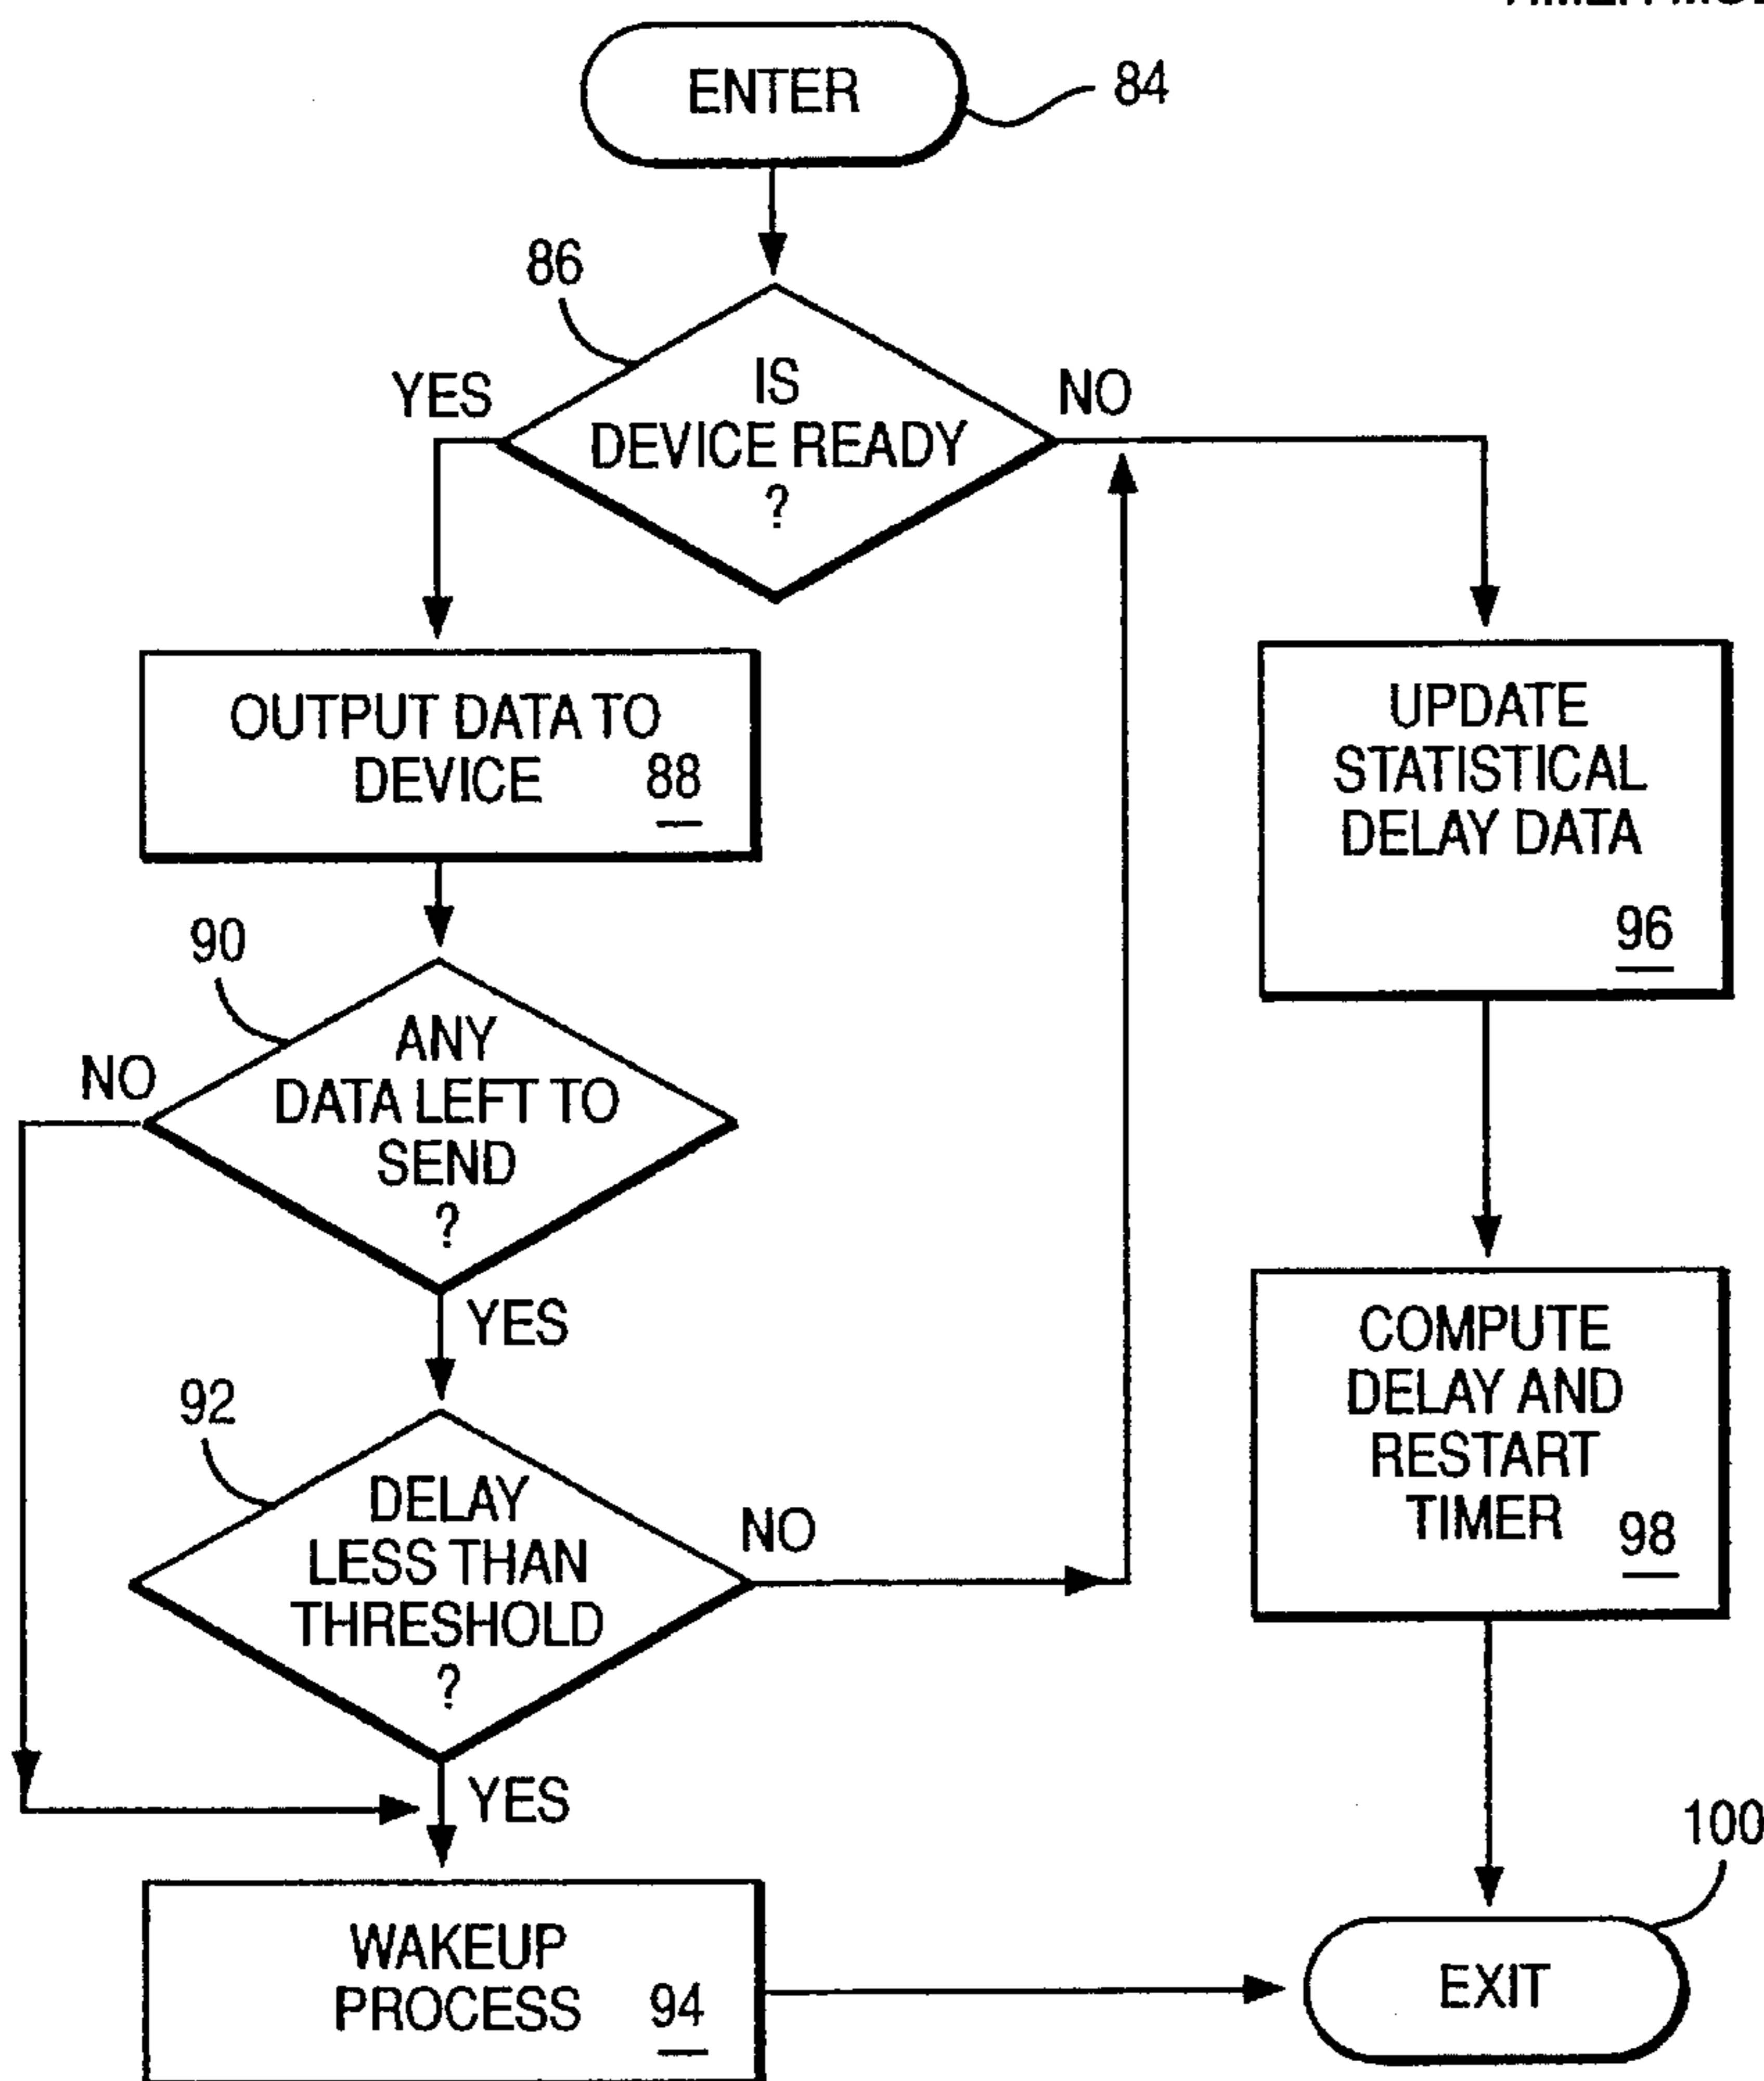 ENTER
84
86
YES
IS
DEVICE READY
?
NO
OUTPUT DATA TO
DEVICE 88
UPDATE
STATISTICAL
DELAY DATA
96
90
NO
ANY
DATA LEFT TO
SEND
?
YES
COMPUTE
DELAY AND
RESTART
TIMER 98
92
DELAY
LESS THAN
THRESHOLD
?
NO
YES
WAKEUP
PROCESS 94
100
EXIT